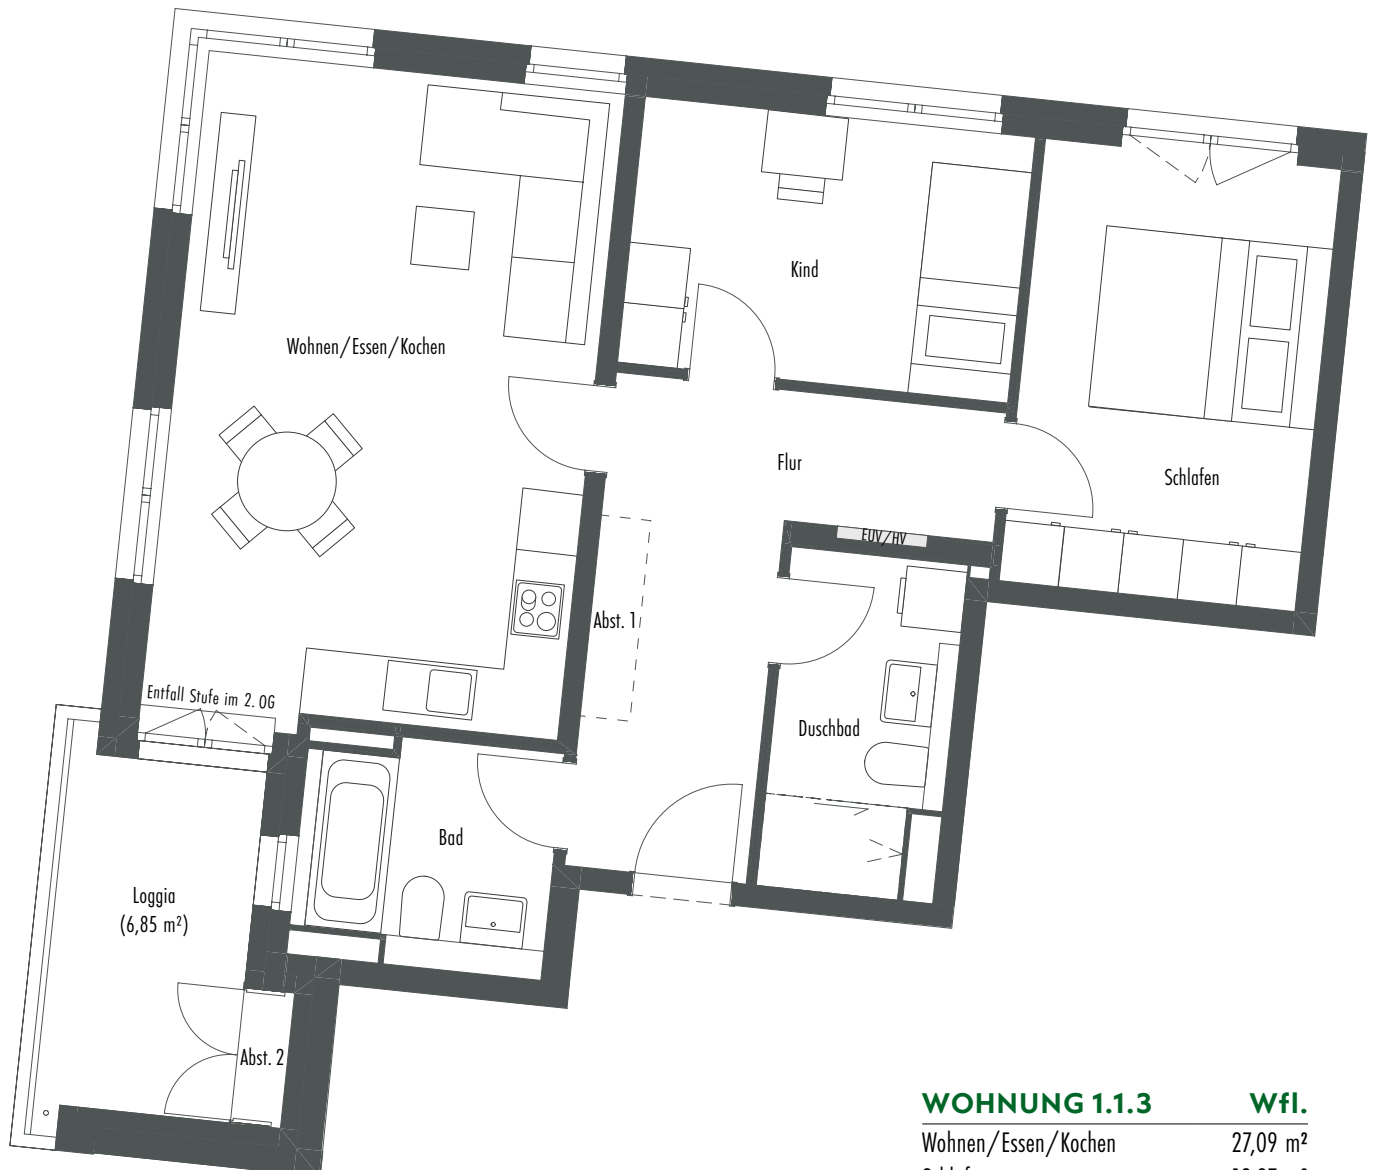 Kind
Wohnen/Essen/Kochen
Flur
Schlafen
EUV/HV
Abst. 1
Entfall Stufe im 2. OG
Duschbad
Bad
Loggia
(6,85 m²)
Abst. 2
WOHNUNG 1.1.3 Wfl.
Wohnen/Essen/Kochen 27,09 m²